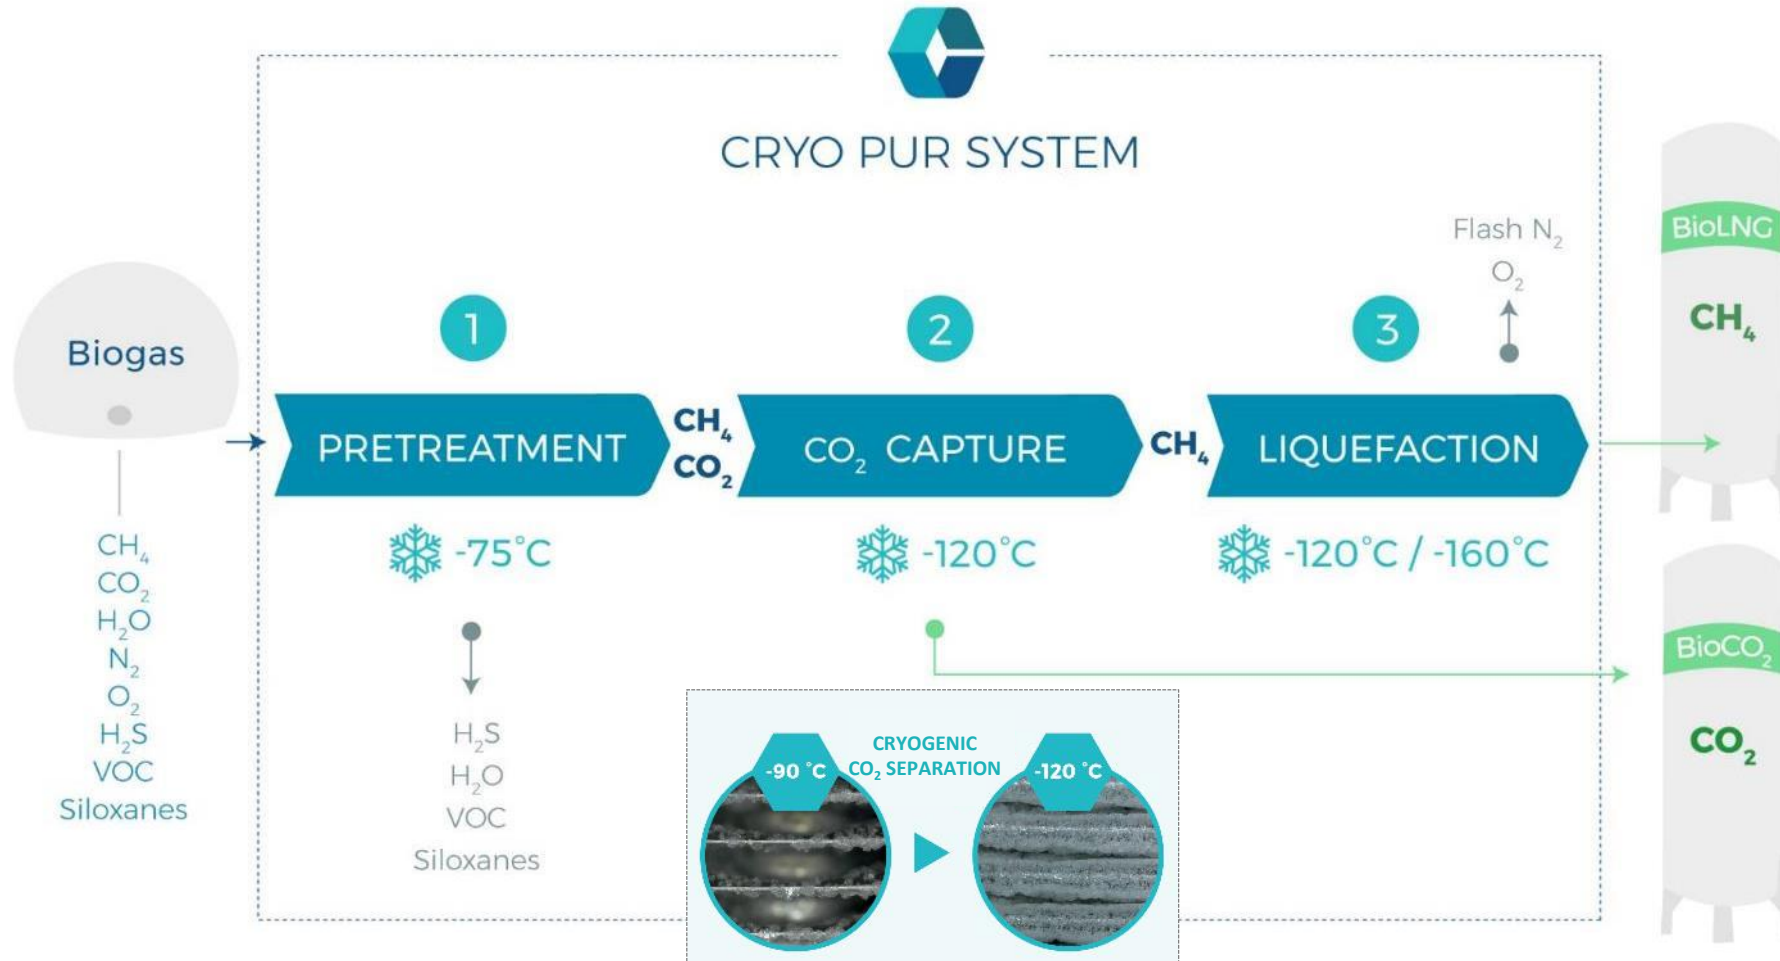 CRYO PUR SYSTEM
Biogas
CH₄
CO₂
H₂O
N₂
O₂
H₂S
VOC
Siloxanes
1
PRETREATMENT
-75°C
H₂S
H₂O
VOC
Siloxanes
CH₄
CO₂
2
CO₂ CAPTURE
-120°C
CRYOGENIC
CO₂ SEPARATION
-90 °C
-120 °C
CH₄
3
LIQUEFACTION
-120°C / -160°C
Flash N₂
O₂
BioLNG
CH₄
BioCO₂
CO₂